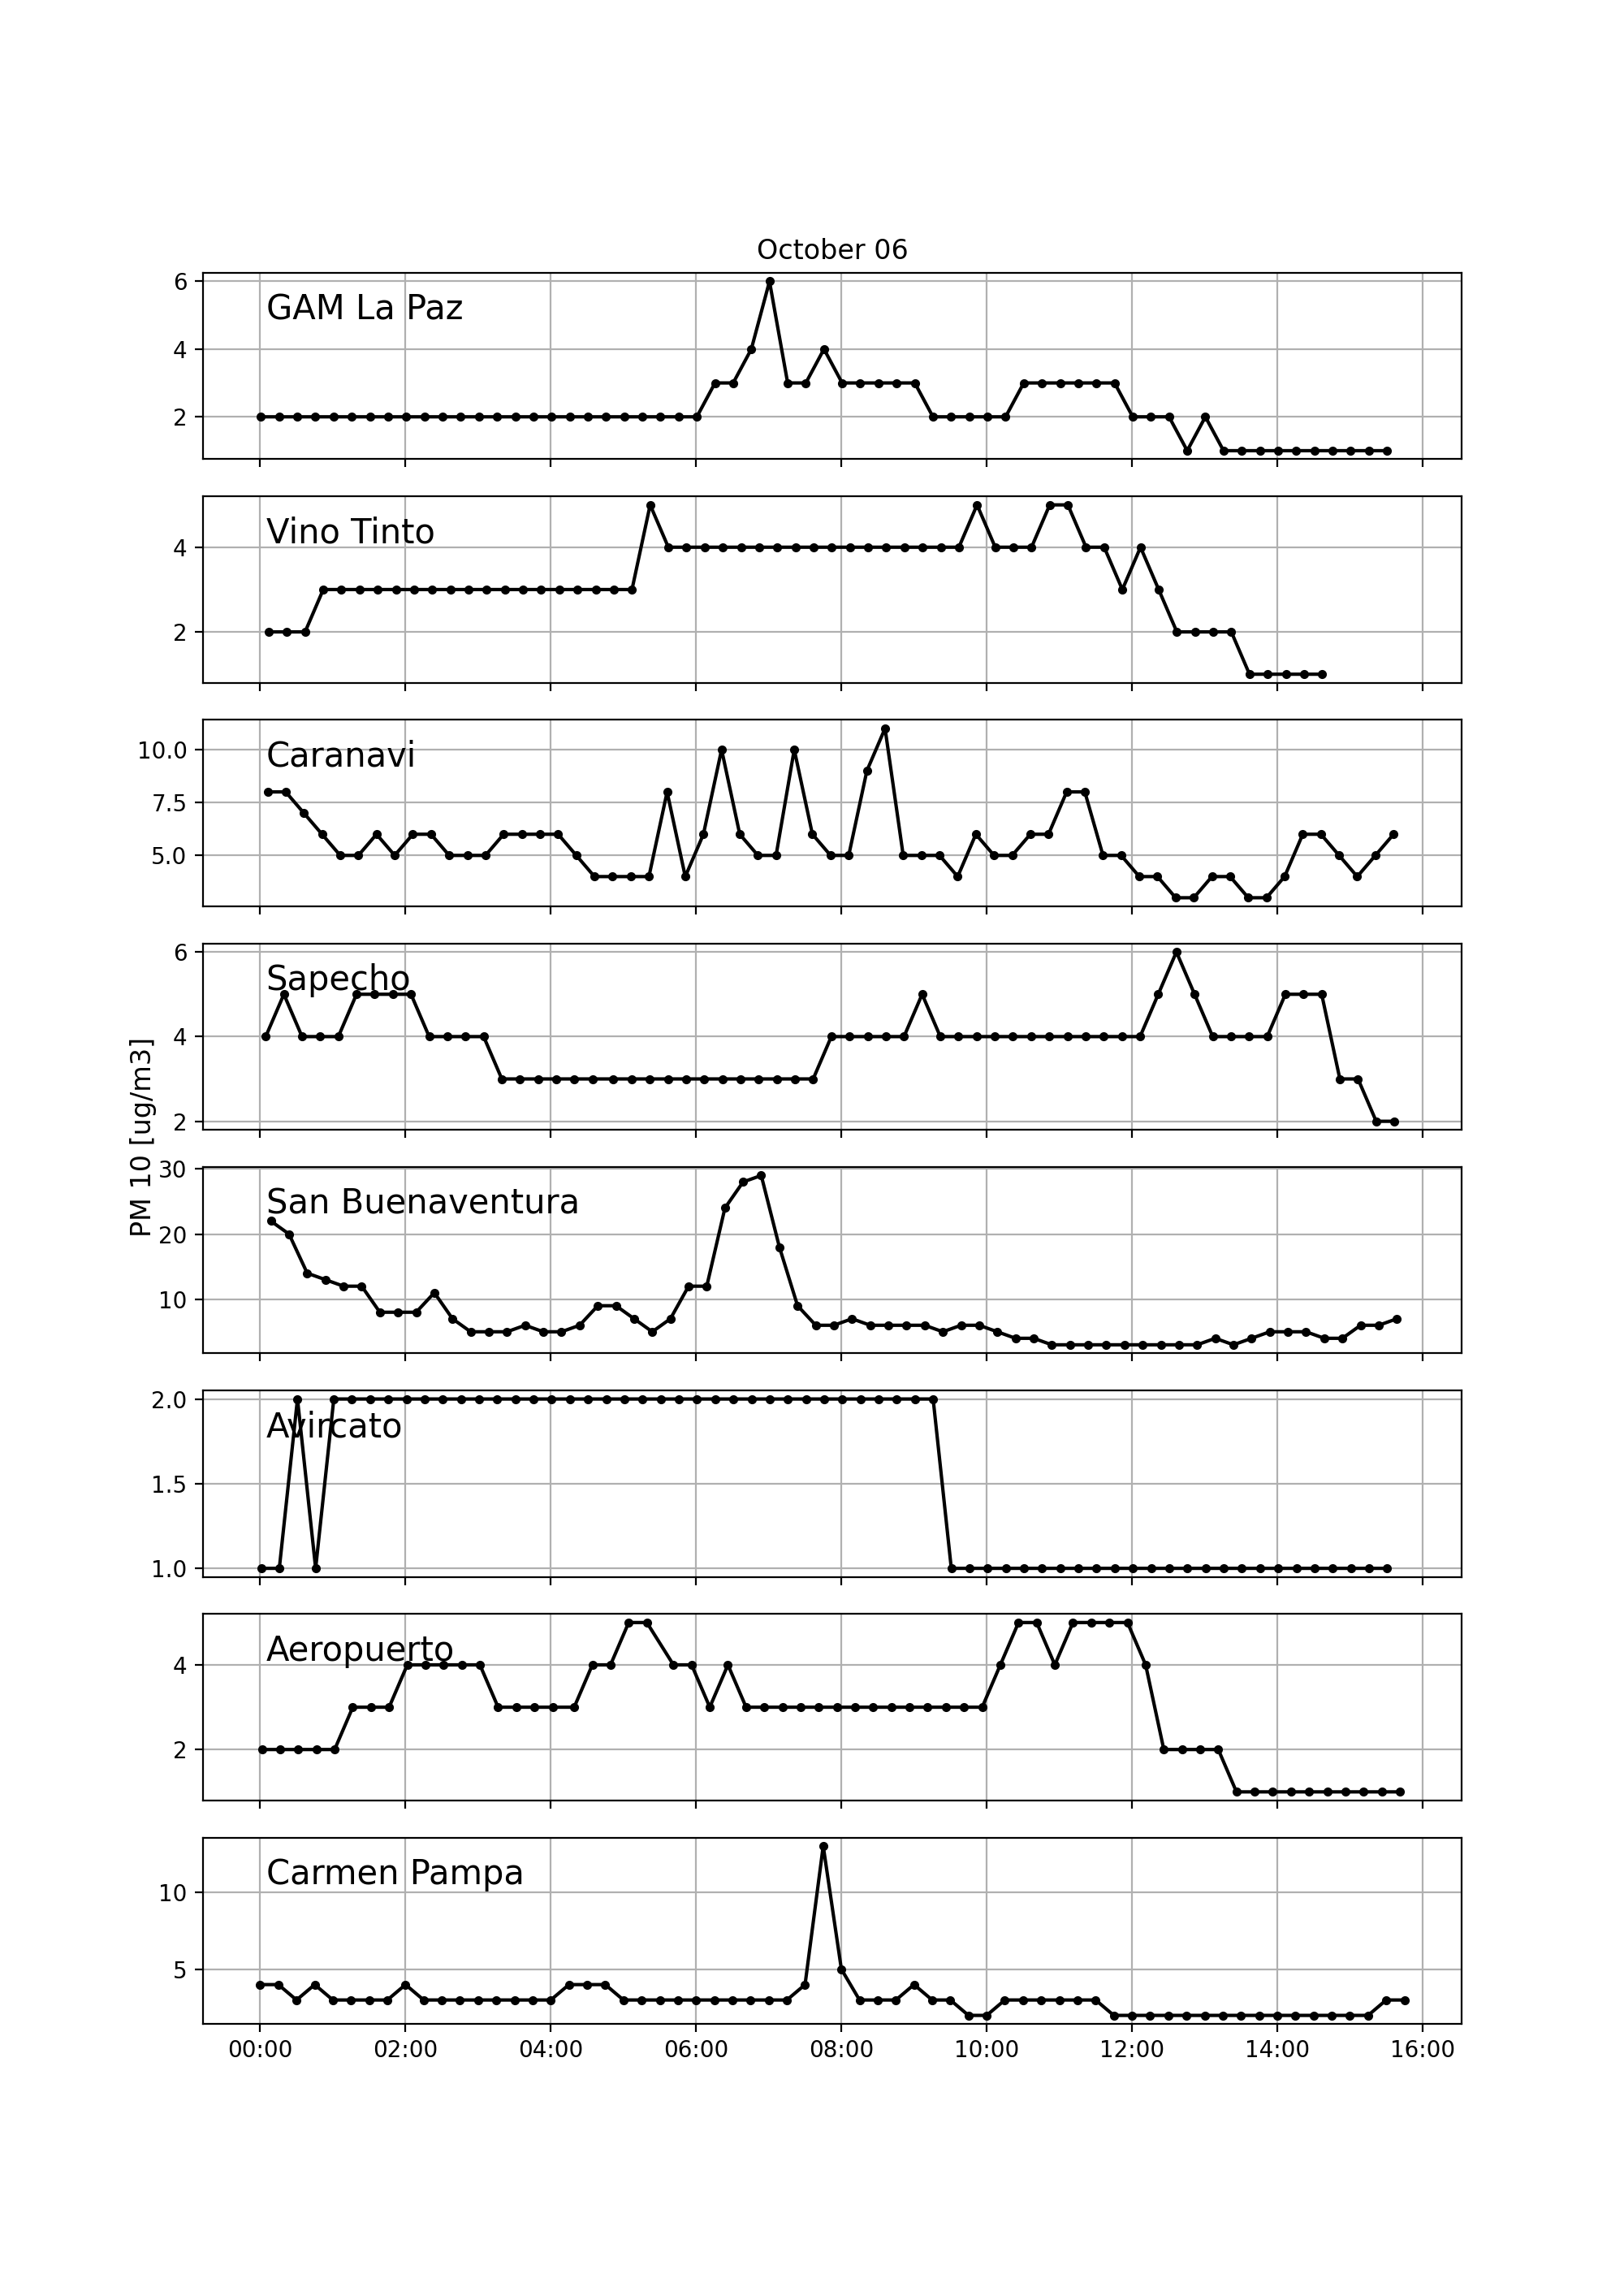 October 06
GAM La Paz
6
4
2
Vino Tinto
4
2
Caranavi
10.0
7.5
5.0
Sapecho
6
4
2
PM 10 [ug/m3]
San Buenaventura
30
20
10
Avircato
2.0
1.5
1.0
Aeropuerto
4
2
Carmen Pampa
10
5
00:00 02:00 04:00 06:00 08:00 10:00 12:00 14:00 16:00